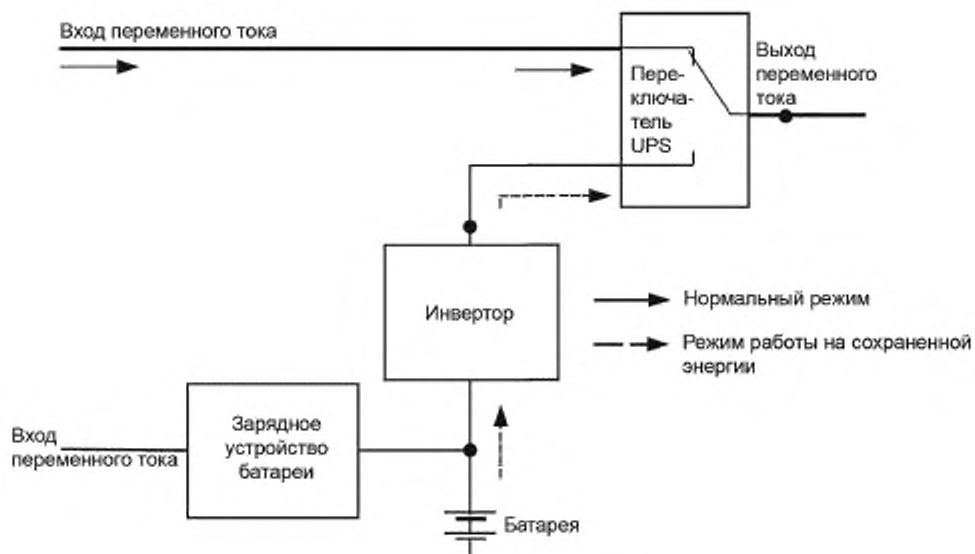 Вход переменного тока
Выход
переменного
тока
Пере-
ключа-
тель
UPS
Инвертор
Нормальный режим
Режим работы на сохраненной
энергии
Зарядное
устройство
батареи
Вход
переменного тока
Батарея